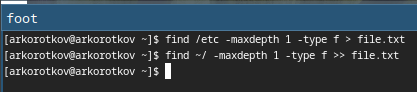 foot
[arkorotkov@arkorotkov ~]$ find /etc -maxdepth 1 -type f > file.txt
[arkorotkov@arkorotkov ~]$ find ~/ -maxdepth 1 -type f >> file.txt
[arkorotkov@arkorotkov ~]$